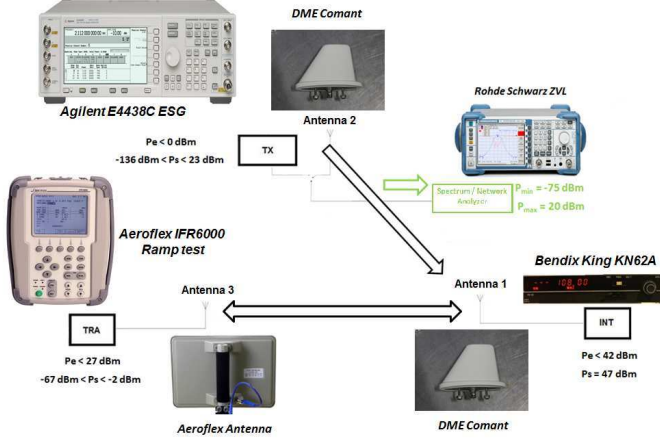 DME Comant
Agilent E4438C ESG
Antenna 2
Rohde Schwarz ZVL
Pe < 0 dBm
-136 dBm < Ps < 23 dBm
TX
Spectrum / Network
Analyzer
Pmin = -75 dBm
Pmax = 20 dBm
Aeroflex IFR6000
Ramp test
Bendix King KN62A
Antenna 3
Antenna 1
108.00
TRA
INT
Pe < 27 dBm
-67 dBm < Ps < -2 dBm
Pe < 42 dBm
Ps = 47 dBm
Aeroflex Antenna
DME Comant